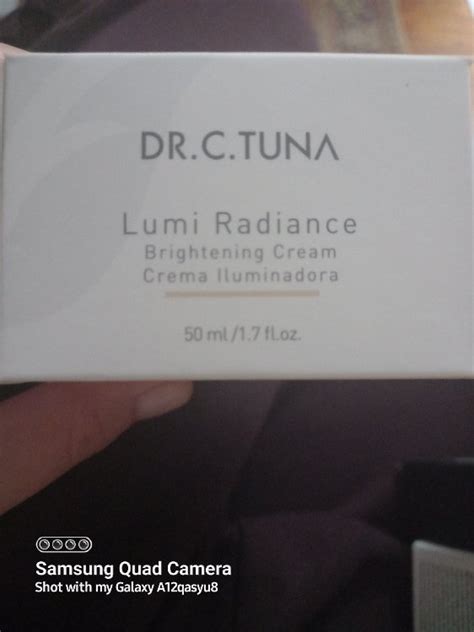 DR.C.TUNA
Lumi Radiance
Brightening Cream
Crema Iluminadora
50 ml/1.7 fl.oz.
Samsung Quad Camera
Shot with my Galaxy A12qasyu8